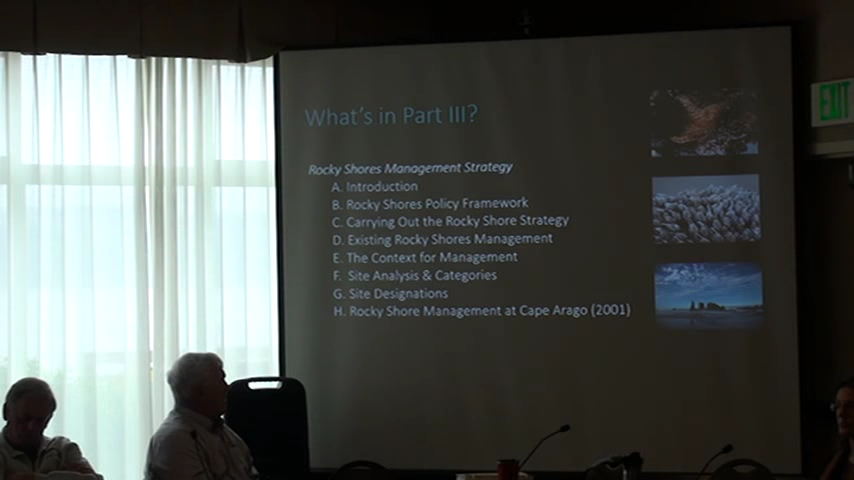 What's in Part III?
Rocky Shores Management Strategy
A. Introduction
B. Rocky Shores Policy Framework
C. Carrying Out the Rocky Shore Strategy
D. Existing Rocky Shores Management
E. The Context for Management
F. Site Analysis & Categories
G. Site Designations
H. Rocky Shore Management at Cape Arago (2001)
EXIT